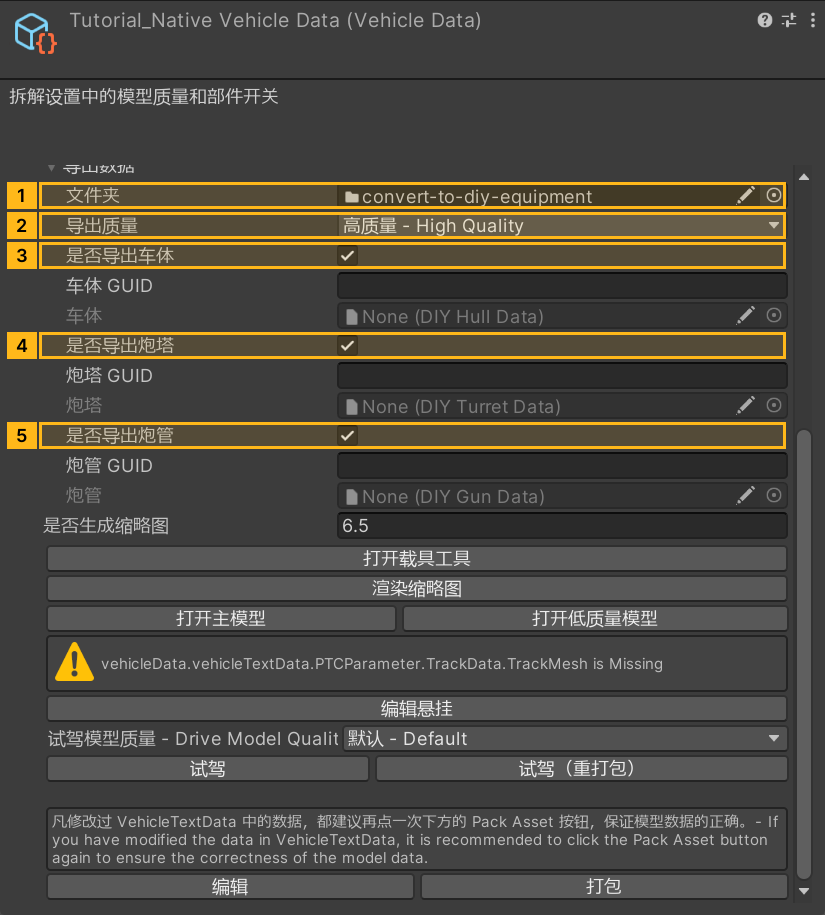 Tutorial_Native Vehicle Data (Vehicle Data)
拆解设置中的模型质量和部件开关
导出数据
1 文件夹 convert-to-diy-equipment
2 导出质量 高质量 - High Quality
3 是否导出车体
车体 GUID
车体 None (DIY Hull Data)
4 是否导出炮塔
炮塔 GUID
炮塔 None (DIY Turret Data)
5 是否导出炮管
炮管 GUID
炮管 None (DIY Gun Data)
是否生成缩略图 6.5
打开载具工具
渲染缩略图
打开主模型 打开低质量模型
vehicleData.vehicleTextData.PTCParameter.TrackData.TrackMesh is Missing
编辑悬挂
试驾模型质量 - Drive Model Qualit 默认 - Default
试驾 试驾（重打包）
凡修改过 VehicleTextData 中的数据，都建议再点一次下方的 Pack Asset 按钮，保证模型数据的正确。- If
you have modified the data in VehicleTextData, it is recommended to click the Pack Asset button
again to ensure the correctness of the model data.
编辑 打包